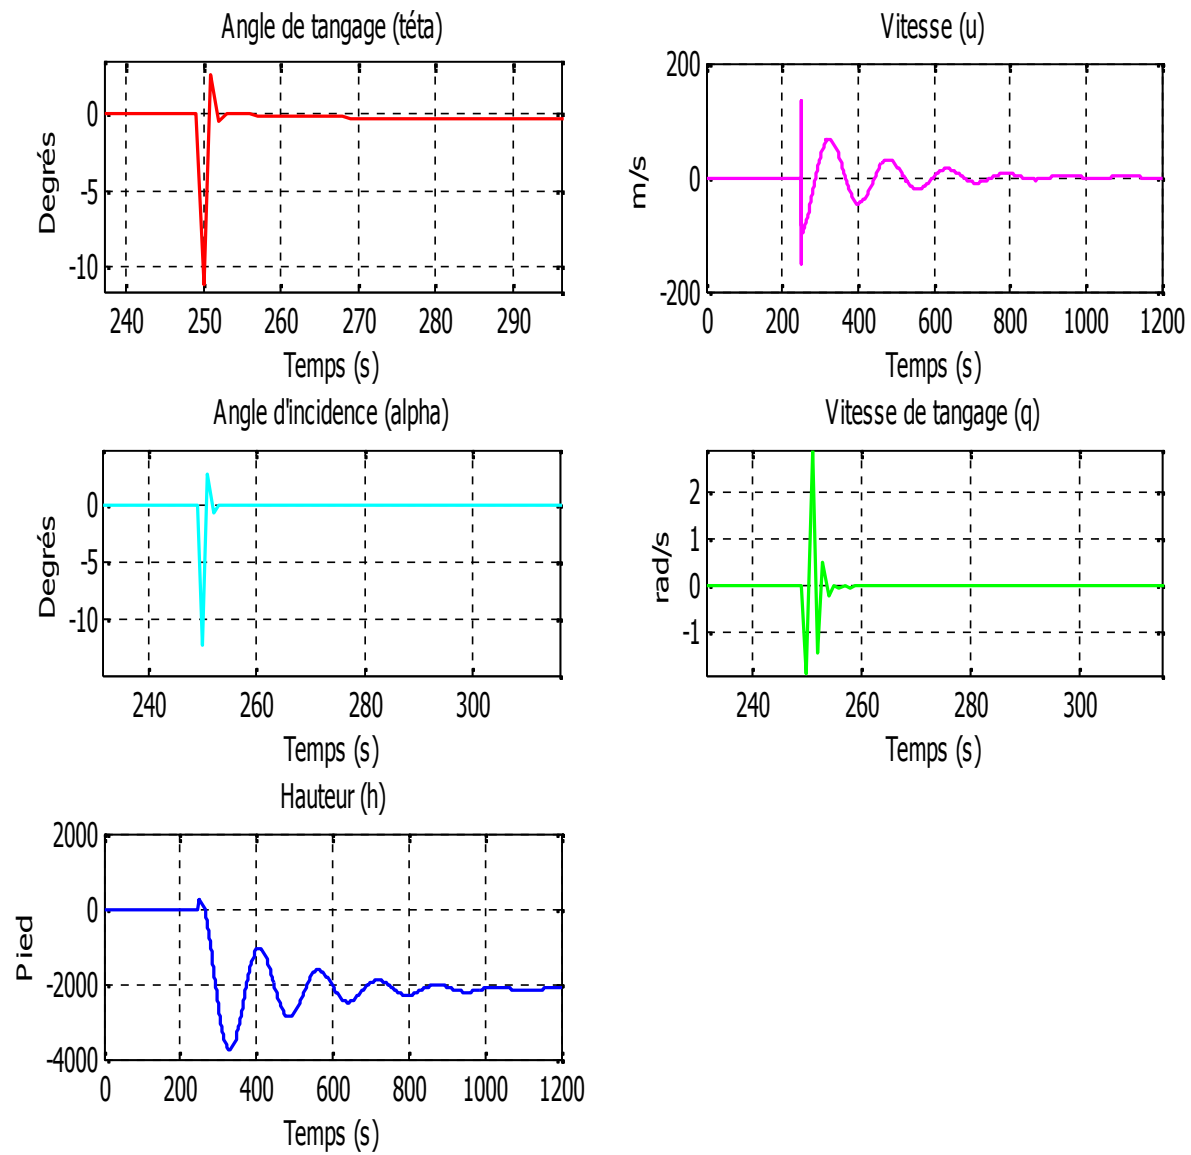 Angle de tangage (téta)
Degrés
0
-5
-10
240 250 260 270 280 290
Temps (s)
Vitesse (u)
m/s
200
0
-200
0 200 400 600 800 1000 1200
Temps (s)
Angle d'incidence (alpha)
Degrés
0
-5
-10
240 260 280 300
Temps (s)
Vitesse de tangage (q)
rad/s
2
1
0
-1
240 260 280 300
Temps (s)
Hauteur (h)
Pied
2000
0
-2000
-4000
0 200 400 600 800 1000 1200
Temps (s)